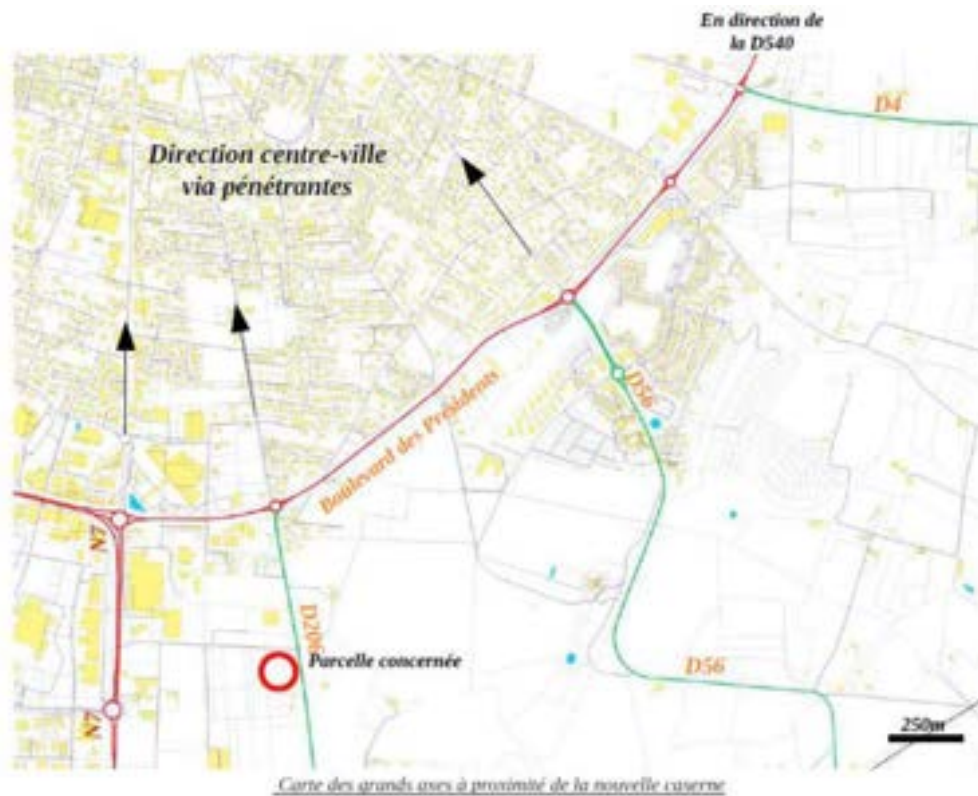 En direction de
la D540
D4
Direction centre-ville
via pénétrantes
D56
Boulevard des Présidents
N7
D206
Parcelle concernée
D56
N7
250m
Carte des grands axes à proximité de la nouvelle caserne